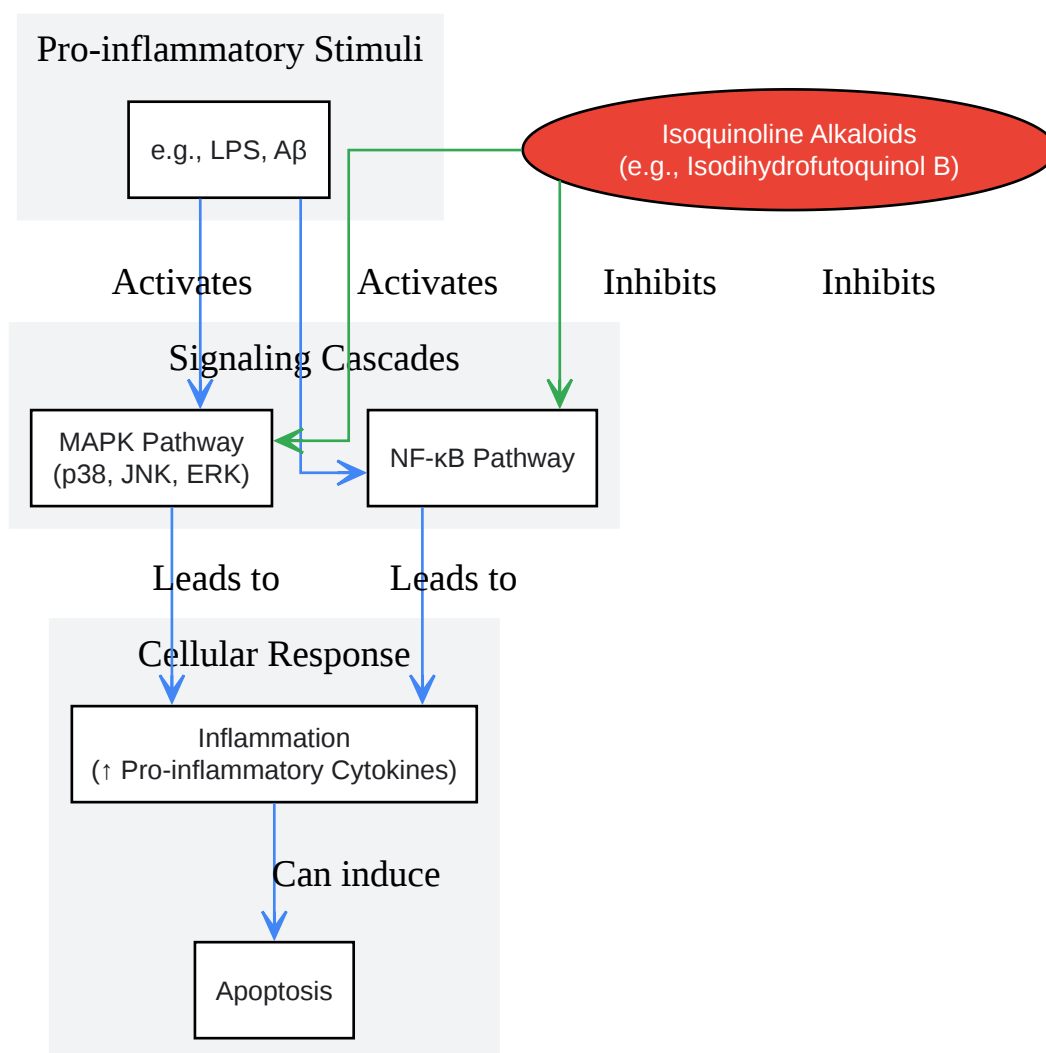 Pro-inflammatory Stimuli
e.g., LPS, Aβ
Isoquinoline Alkaloids
(e.g., Isodihydrofutoquinol B)
Activates
Activates
Inhibits
Inhibits
Signaling Cascades
MAPK Pathway
(p38, JNK, ERK)
NF-κB Pathway
Leads to
Leads to
Cellular Response
Inflammation
(↑ Pro-inflammatory Cytokines)
Can induce
Apoptosis